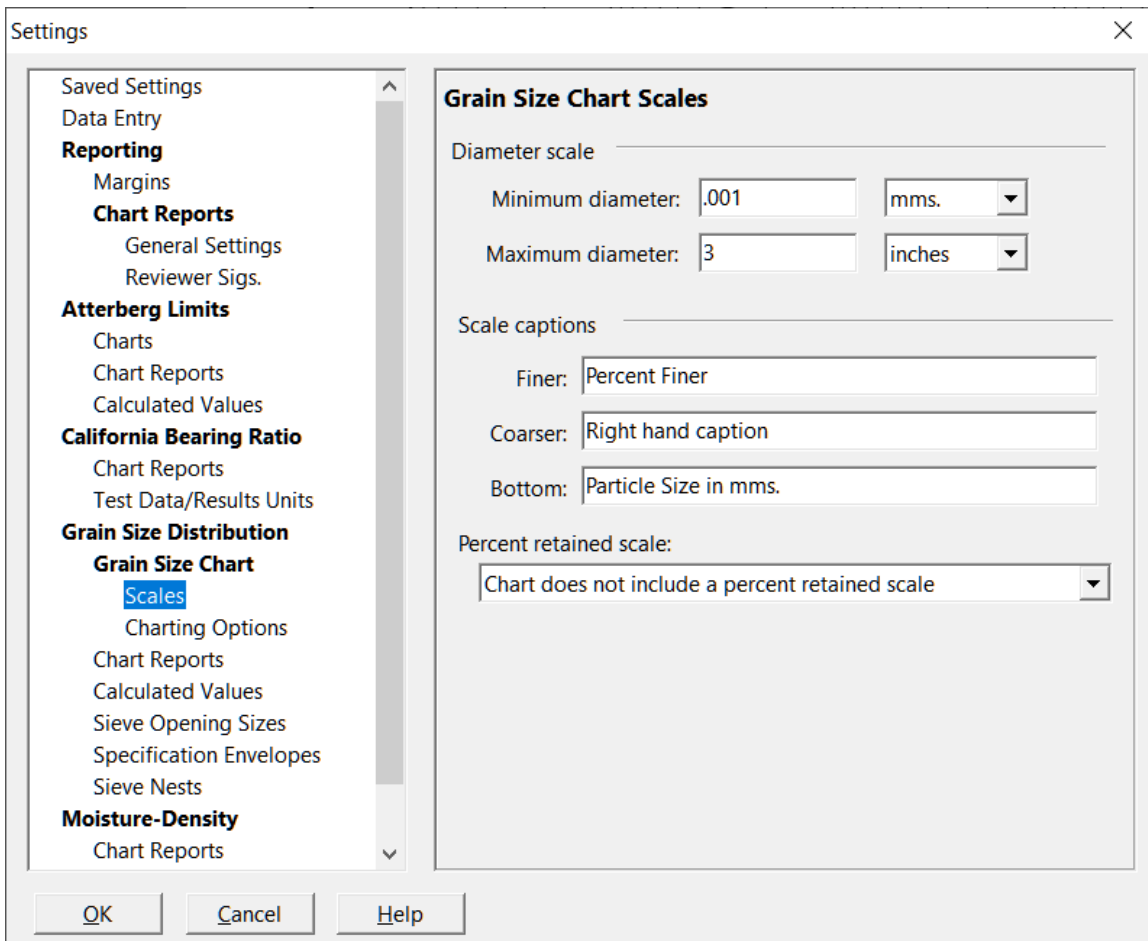 Settings
Saved Settings
Data Entry
Reporting
Margins
Chart Reports
General Settings
Reviewer Sigs.
Atterberg Limits
Charts
Chart Reports
Calculated Values
California Bearing Ratio
Chart Reports
Test Data/Results Units
Grain Size Distribution
Grain Size Chart
Scales
Charting Options
Chart Reports
Calculated Values
Sieve Opening Sizes
Specification Envelopes
Sieve Nests
Moisture-Density
Chart Reports
Grain Size Chart Scales
Diameter scale
Minimum diameter: .001 mms.
Maximum diameter: 3 inches
Scale captions
Finer: Percent Finer
Coarser: Right hand caption
Bottom: Particle Size in mms.
Percent retained scale:
Chart does not include a percent retained scale
OK Cancel Help